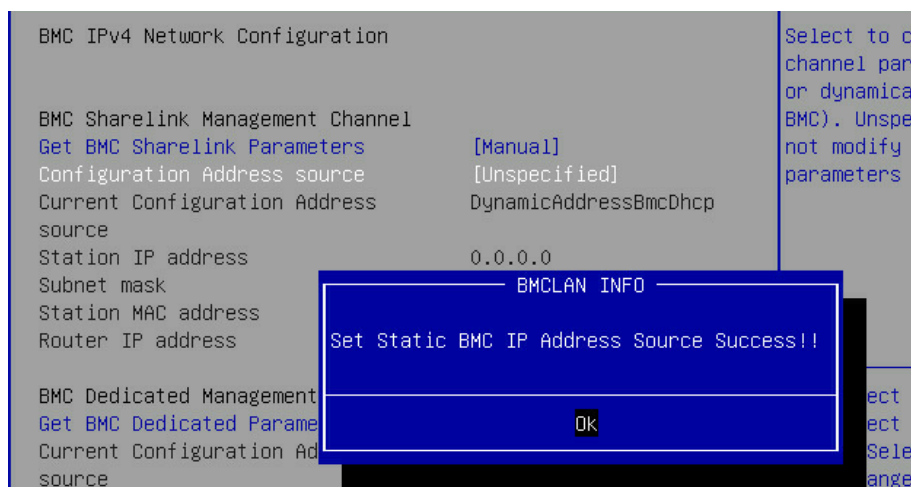 BMC IPv4 Network Configuration
BMC Sharelink Management Channel
Get BMC Sharelink Parameters [Manual]
Configuration Address source [Unspecified]
Current Configuration Address DynamicAddressBmcDhcp
source
Station IP address 0.0.0.0
Subnet mask
Station MAC address
Router IP address
BMC Dedicated Management
Get BMC Dedicated Parame
Current Configuration Ad
source
BMCLAN INFO
Set Static BMC IP Address Source Success!!
Ok
Select to c
channel par
or dynamica
BMC). Unspe
not modify
parameters
ect
ect
Sele
ange